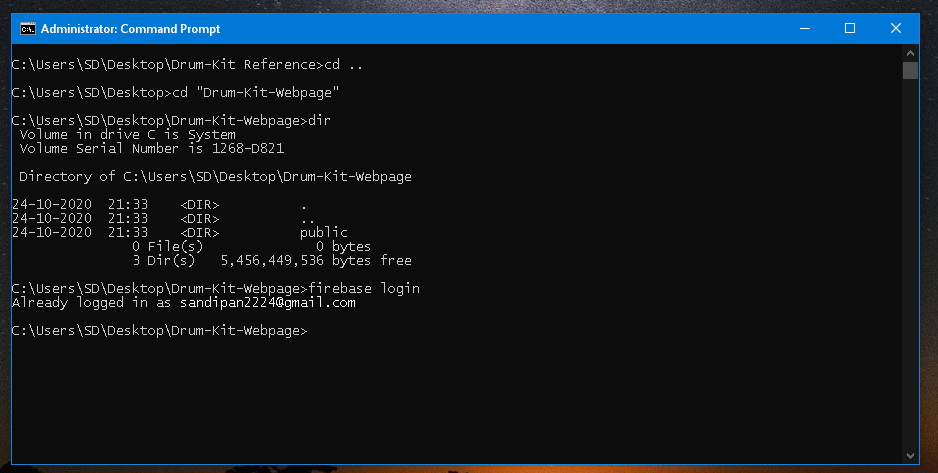 Administrator: Command Prompt
C:\Users\SD\Desktop\Drum-Kit Reference>cd ..
C:\Users\SD\Desktop>cd "Drum-Kit-Webpage"
C:\Users\SD\Desktop\Drum-Kit-Webpage>dir
 Volume in drive C is System
 Volume Serial Number is 1268-D821
 Directory of C:\Users\SD\Desktop\Drum-Kit-Webpage
24-10-2020  21:33    <DIR>          .
24-10-2020  21:33    <DIR>          ..
24-10-2020  21:33    <DIR>          public
               0 File(s)              0 bytes
               3 Dir(s)   5,456,449,536 bytes free
C:\Users\SD\Desktop\Drum-Kit-Webpage>firebase login
Already logged in as sandipan2224@gmail.com
C:\Users\SD\Desktop\Drum-Kit-Webpage>